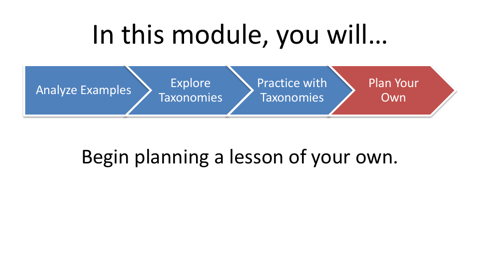 In this module, you will…
Analyze Examples
Explore
Taxonomies
Practice with
Taxonomies
Plan Your
Own
Begin planning a lesson of your own.